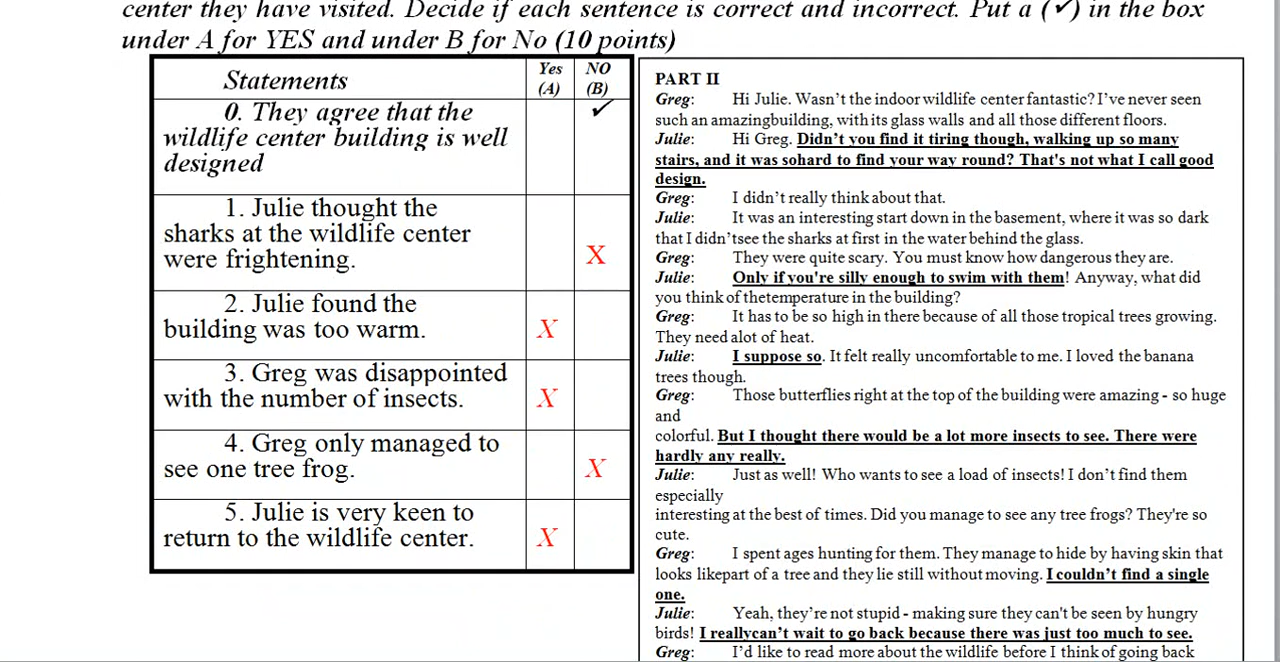 center they have visited. Decide if each sentence is correct and incorrect. Put a (✓) in the box
under A for YES and under B for No (10 points)
Statements
Yes
(A)
NO
(B)
0. They agree that the
wildlife center building is well
designed
✓
1. Julie thought the
sharks at the wildlife center
were frightening.
X
2. Julie found the
building was too warm.
X
3. Greg was disappointed
with the number of insects.
X
4. Greg only managed to
see one tree frog.
X
5. Julie is very keen to
return to the wildlife center.
X
PART II
Greg: Hi Julie. Wasn't the indoor wildlife center fantastic? I've never seen
such an amazingbuilding, with its glass walls and all those different floors.
Julie: Hi Greg. Didn't you find it tiring though, walking up so many
stairs, and it was sohard to find your way round? That's not what I call good
design.
Greg: I didn't really think about that.
Julie: It was an interesting start down in the basement, where it was so dark
that I didn'tsee the sharks at first in the water behind the glass.
Greg: They were quite scary. You must know how dangerous they are.
Julie: Only if you're silly enough to swim with them! Anyway, what did
you think of thetemperature in the building?
Greg: It has to be so high in there because of all those tropical trees growing.
They need alot of heat.
Julie: I suppose so. It felt really uncomfortable to me. I loved the banana
trees though.
Greg: Those butterflies right at the top of the building were amazing - so huge
and
colorful. But I thought there would be a lot more insects to see. There were
hardly any really.
Julie: Just as well! Who wants to see a load of insects! I don't find them
especially
interesting at the best of times. Did you manage to see any tree frogs? They're so
cute.
Greg: I spent ages hunting for them. They manage to hide by having skin that
looks likepart of a tree and they lie still without moving. I couldn't find a single
one.
Julie: Yeah, they're not stupid - making sure they can't be seen by hungry
birds! I reallycan't wait to go back because there was just too much to see.
Greg: I'd like to read more about the wildlife before I think of going back